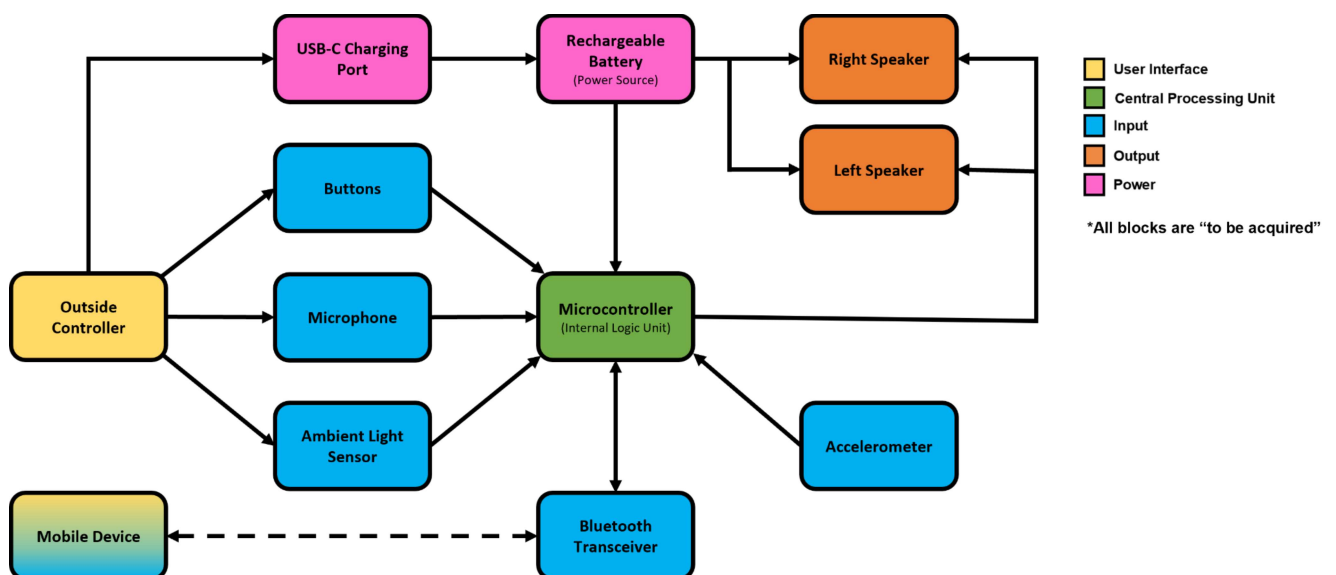 USB-C Charging
Port
Rechargeable
Battery
(Power Source)
Right Speaker
User Interface
Central Processing Unit
Input
Output
Power
Left Speaker
*All blocks are “to be acquired”
Buttons
Outside
Controller
Microphone
Microcontroller
(Internal Logic Unit)
Ambient Light
Sensor
Accelerometer
Mobile Device
Bluetooth
Transceiver